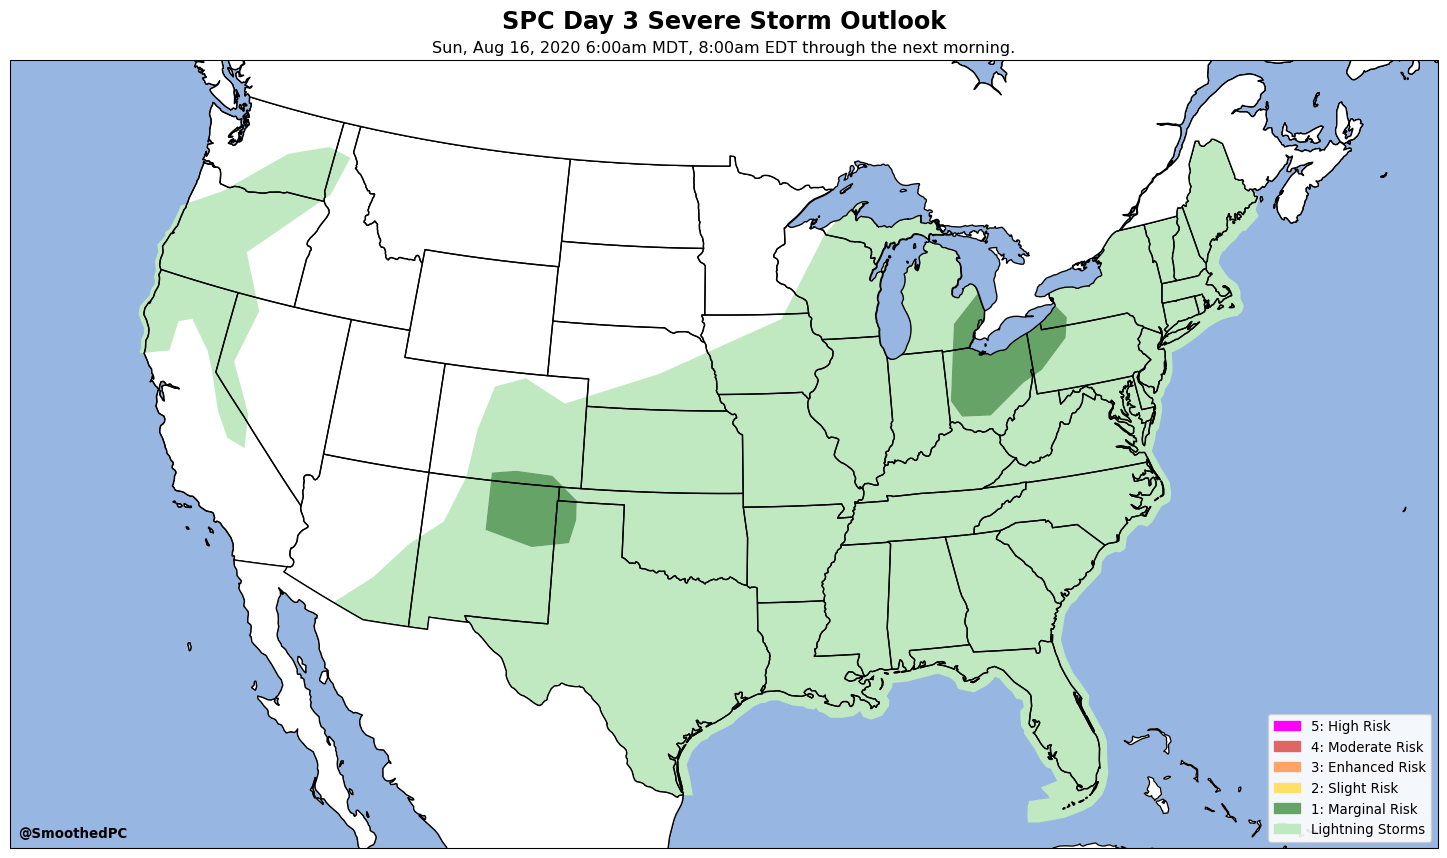 SPC Day 3 Severe Storm Outlook
Sun, Aug 16, 2020 6:00am MDT, 8:00am EDT through the next morning.
5: High Risk
4: Moderate Risk
3: Enhanced Risk
2: Slight Risk
1: Marginal Risk
Lightning Storms
@SmoothedPC